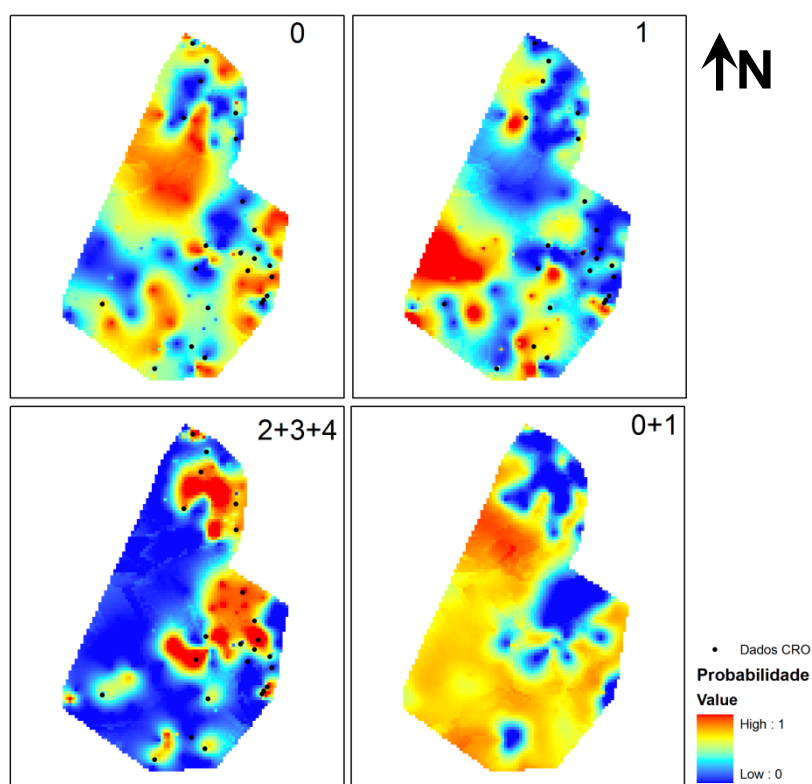 0
1
N
2+3+4
0+1
Dados CRO
Probabilidade
Value
High : 1
Low : 0